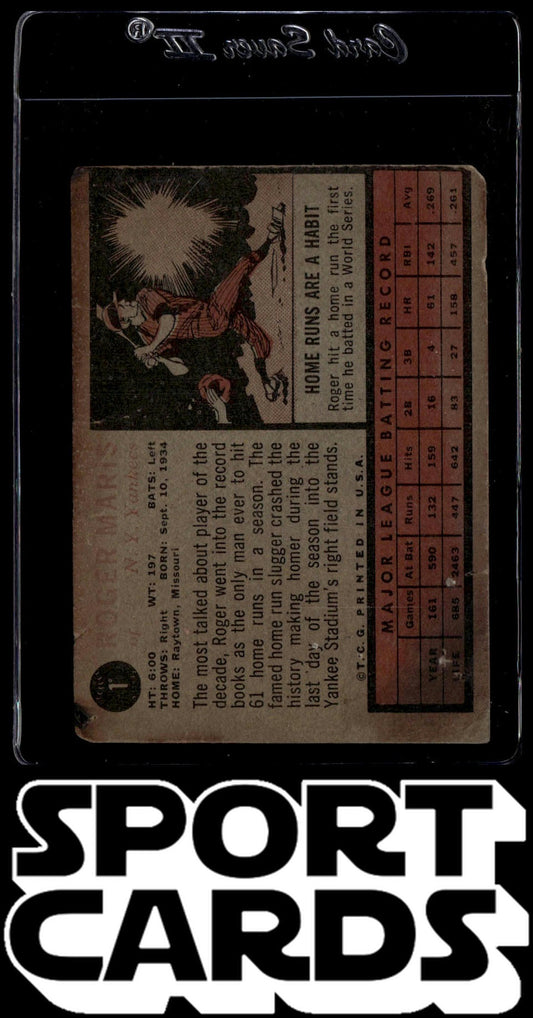 Card Saver III®
1
ROGER MARIS
of N. Y. Yankees
HT: 6:00 WT: 197 BATS: Left
THROWS: Right BORN: Sept. 10, 1934
HOME: Raytown, Missouri
The most talked about player of the
decade, Roger went into the record
books as the only man ever to hit
61 home runs in a season. The
famed home run slugger crashed the
history making homer during the
last day of the season into the
Yankee Stadium's right field stands.
©T.C.G. PRINTED IN U.S.A.
HOME RUNS ARE A HABIT
Roger hit a home run the first
time he batted in a World Series.
MAJOR LEAGUE BATTING RECORD
Games At Bat Runs Hits 2B 3B HR RBI Avg
YEAR 161 590 132 159 16 4 61 142 .269
LIFE 685 2463 447 642 83 27 158 457 .261
SPORT
CARDS